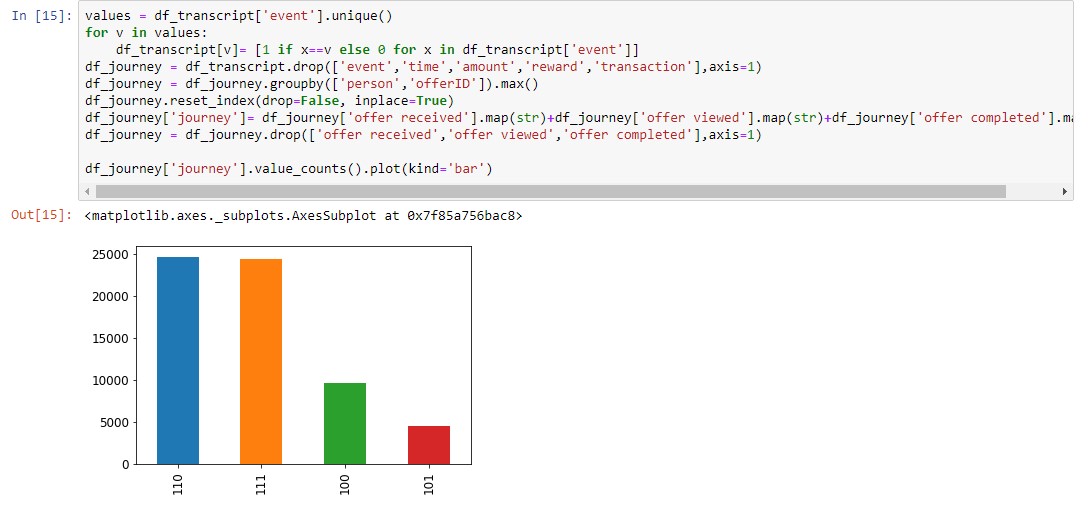 In [15]:
values = df_transcript['event'].unique()
for v in values:
    df_transcript[v]= [1 if x==v else 0 for x in df_transcript['event']]
df_journey = df_transcript.drop(['event','time','amount','reward','transaction'],axis=1)
df_journey = df_journey.groupby(['person','offerID']).max()
df_journey.reset_index(drop=False, inplace=True)
df_journey['journey']= df_journey['offer received'].map(str)+df_journey['offer viewed'].map(str)+df_journey['offer completed'].ma
df_journey = df_journey.drop(['offer received','offer viewed','offer completed'],axis=1)
df_journey['journey'].value_counts().plot(kind='bar')
Out[15]: <matplotlib.axes._subplots.AxesSubplot at 0x7f85a756bac8>
25000
20000
15000
10000
5000
0
110
111
100
101